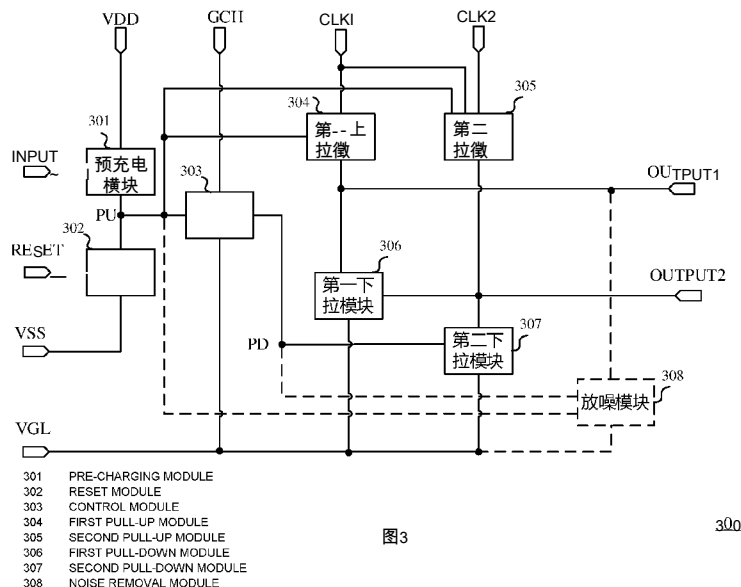 VDD GCH CLK1 CLK2
304
305
第--上
拉徵
第二
拉徵
301
预充电
横块
INPUT
303
OUTPUT1
PU
302
RESET
306
第一下
拉模块
OUTPUT2
307
第二下
拉模块
VSS
PD
308
放噪模块
VGL
301 PRE-CHARGING MODULE
302 RESET MODULE
303 CONTROL MODULE
304 FIRST PULL-UP MODULE
305 SECOND PULL-UP MODULE
306 FIRST PULL-DOWN MODULE
307 SECOND PULL-DOWN MODULE
308 NOISE REMOVAL MODULE
图3
300